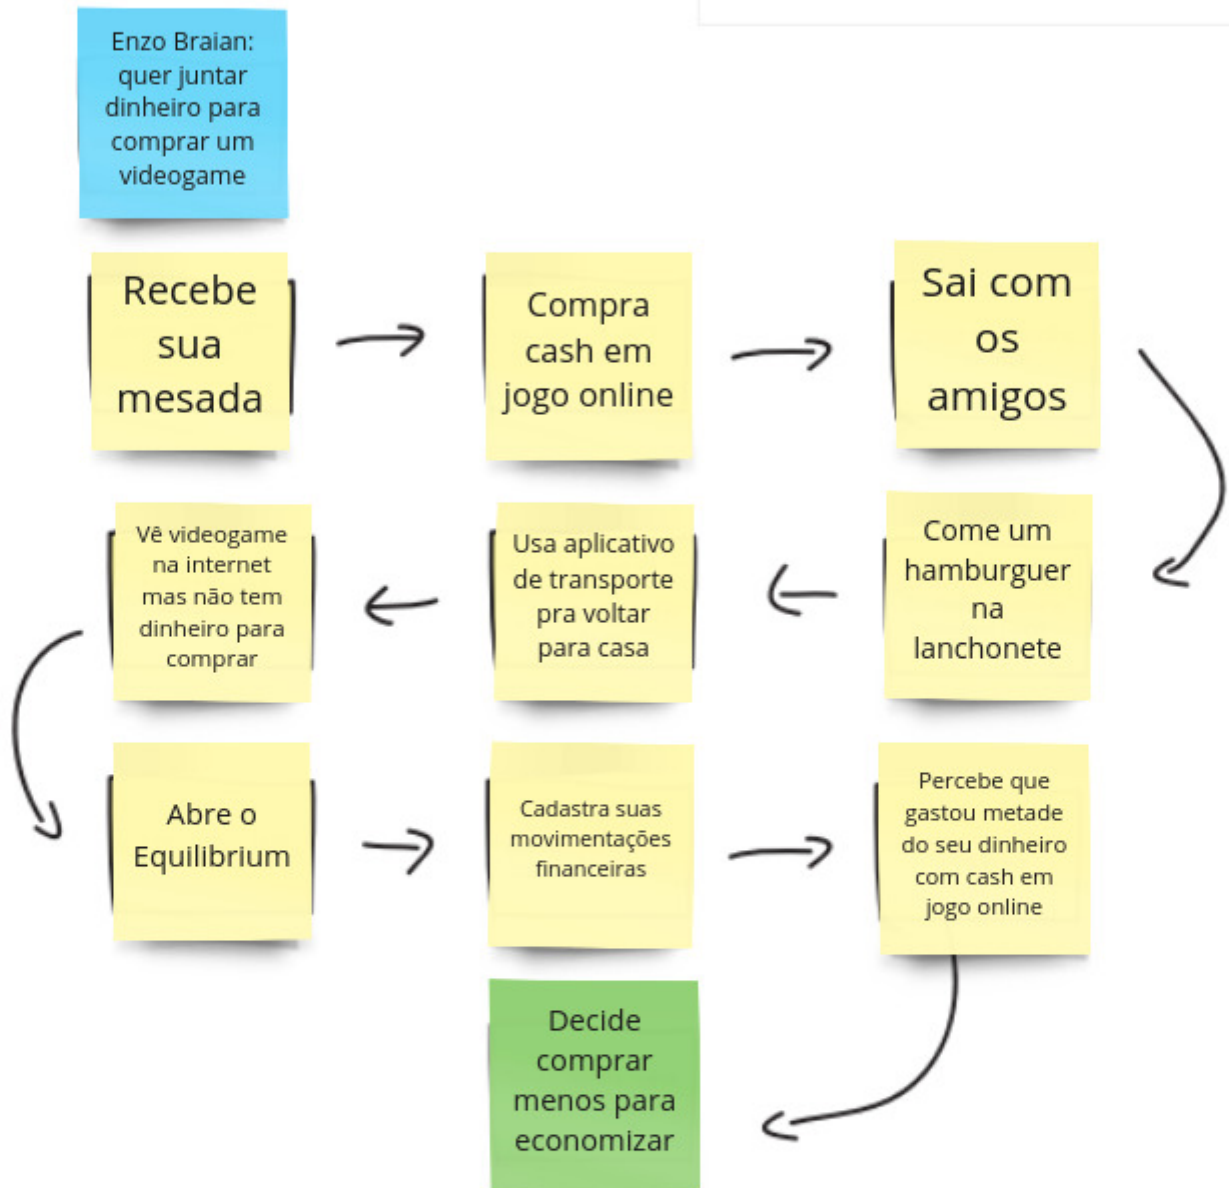 Enzo Braian:
quer juntar
dinheiro para
comprar um
videogame
Recebe
sua
mesada
Compra
cash em
jogo online
Sai com
os
amigos
Come um
hamburguer
na
lanchonete
Usa aplicativo
de transporte
pra voltar
para casa
Vê videogame
na internet
mas não tem
dinheiro para
comprar
Abre o
Equilibrium
Cadastra suas
movimentações
financeiras
Percebe que
gastou metade
do seu dinheiro
com cash em
jogo online
Decide
comprar
menos para
economizar